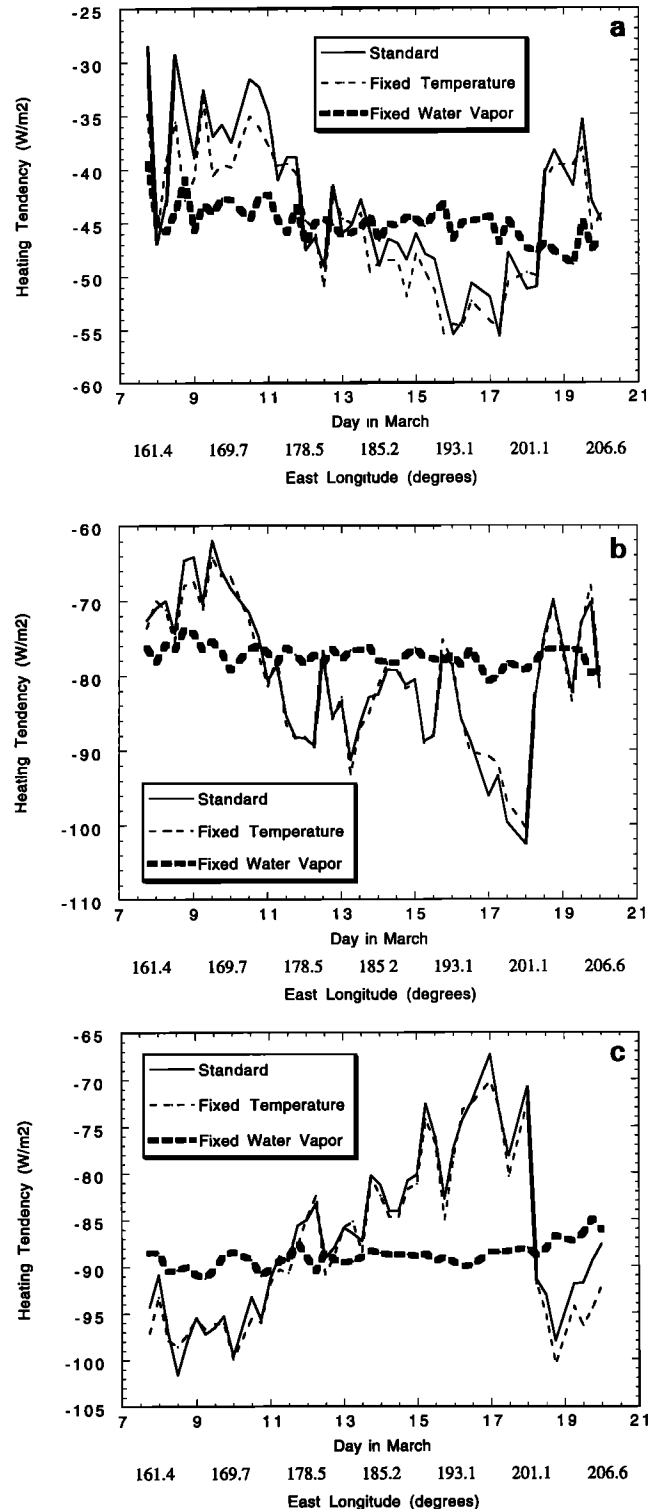 a
-25
-30
-35
-40
-45
-50
-55
-60
Heating Tendency (W/m2)
Standard
Fixed Temperature
Fixed Water Vapor
7 9 11 13 15 17 19 21
Day in March
161.4 169.7 178.5 185.2 193.1 201.1 206.6
East Longitude (degrees)
b
-60
-70
-80
-90
-100
-110
Heating Tendency (W/m2)
Standard
Fixed Temperature
Fixed Water Vapor
7 9 11 13 15 17 19 21
Day in March
161.4 169.7 178.5 185 2 193.1 201.1 206.6
East Longitude (degrees)
c
-65
-70
-75
-80
-85
-90
-95
-100
-105
Heating Tendency (W/m2)
Standard
Fixed Temperature
Fixed Water Vapor
7 9 11 13 15 17 19 21
Day in March
161.4 169.7 178.5 185.2 193.1 201.1 206.6
East Longitude (degrees)